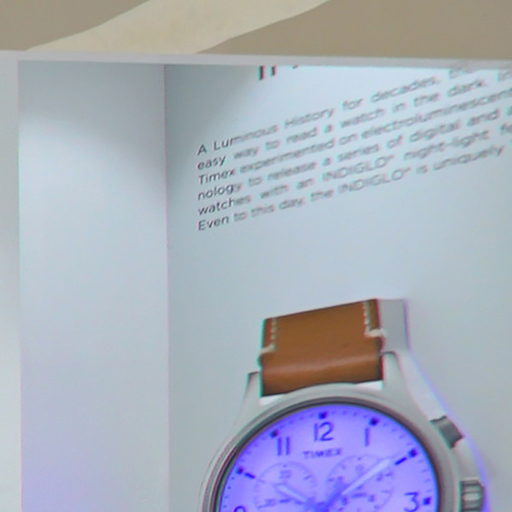 A Luminous History for decades,
easy way to read a watch in the dark.
Timex experimented on electroluminescent
nology to release a series of digital and
watches with an INDIGLO® night-light
Even to this day, the INDIGLO® is uniquely
12
11
1
TIMEX
3